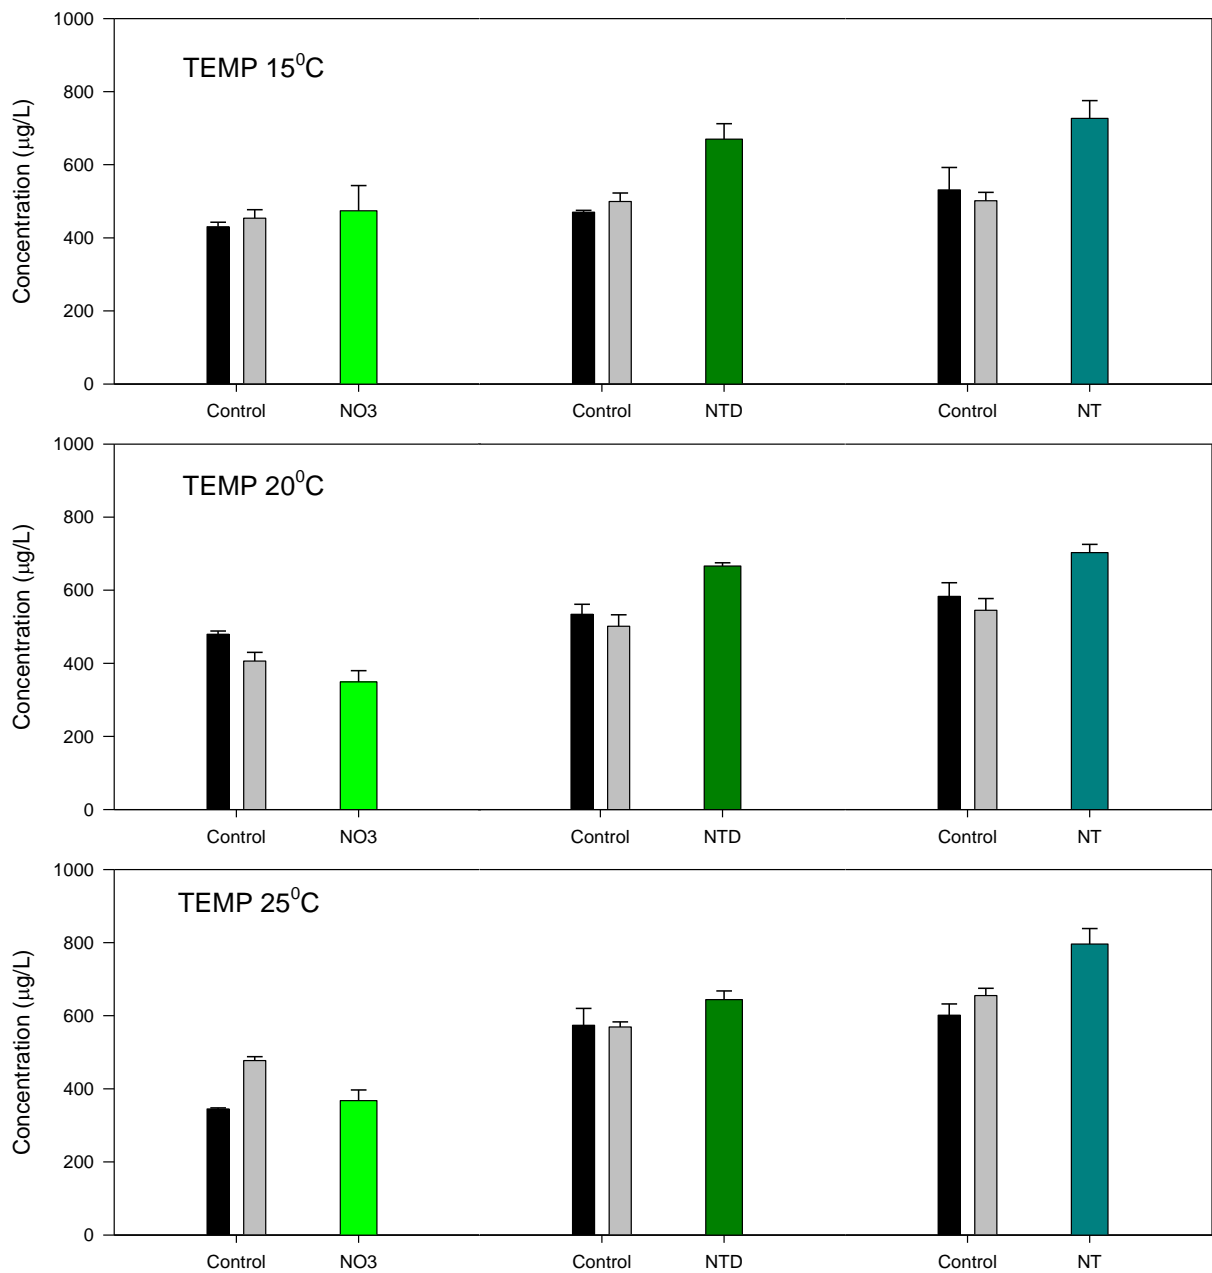 1000
TEMP 15⁰C
800
600
400
200
0
Concentration (µg/L)
Control NO3 Control NTD Control NT
1000
TEMP 20⁰C
800
600
400
200
0
Concentration (µg/L)
Control NO3 Control NTD Control NT
1000
TEMP 25⁰C
800
600
400
200
0
Concentration (µg/L)
Control NO3 Control NTD Control NT